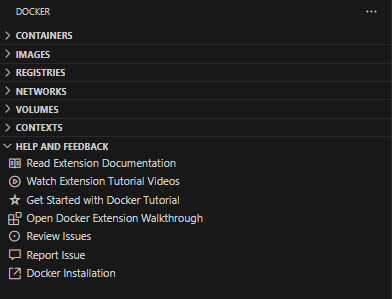 DOCKER
CONTAINERS
IMAGES
REGISTRIES
NETWORKS
VOLUMES
CONTEXTS
HELP AND FEEDBACK
Read Extension Documentation
Watch Extension Tutorial Videos
Get Started with Docker Tutorial
Open Docker Extension Walkthrough
Review Issues
Report Issue
Docker Installation